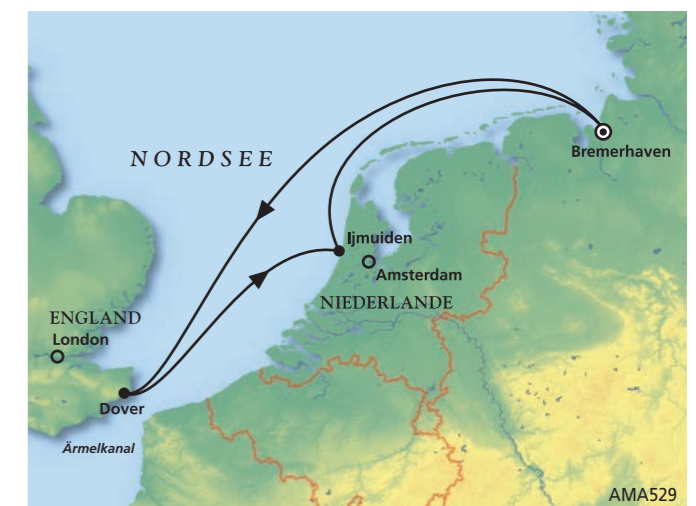 Bremerhaven
NORDSEE
Ijmuiden
Amsterdam
NIEDERLANDE
ENGLAND
London
Dover
Ärmelkanal
AMA529